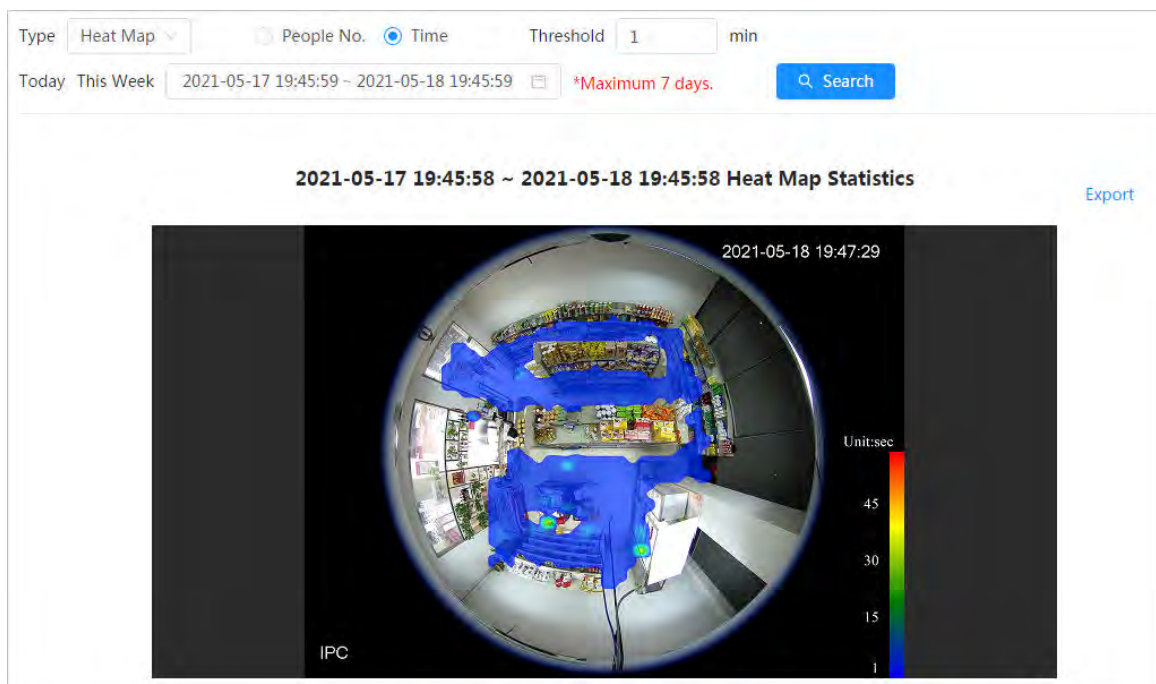 Type Heat Map People No. Time Threshold 1 min
Today This Week 2021-05-17 19:45:59 ~ 2021-05-18 19:45:59 *Maximum 7 days. Search
2021-05-17 19:45:58 ~ 2021-05-18 19:45:58 Heat Map Statistics
Export
2021-05-18 19:47:29
Unit:sec
45
30
15
1
IPC